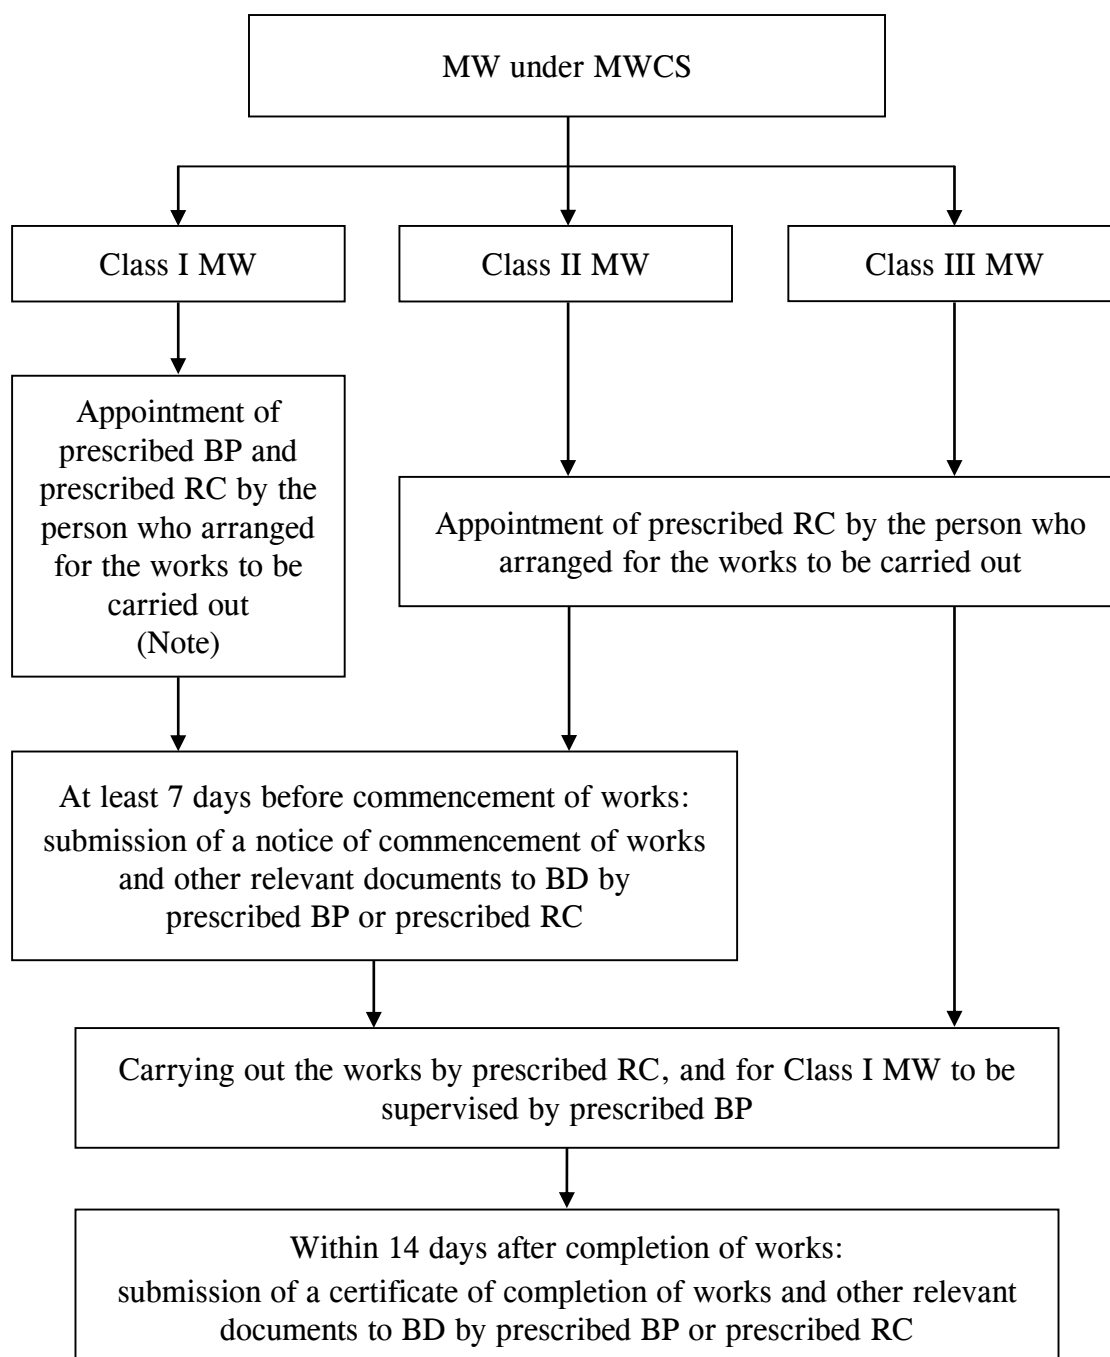 MW under MWCS
Class I MW
Class II MW
Class III MW
Appointment of
prescribed BP and
prescribed RC by the
person who arranged
for the works to be
carried out
(Note)
Appointment of prescribed RC by the person who
arranged for the works to be carried out
At least 7 days before commencement of works:
submission of a notice of commencement of works
and other relevant documents to BD by
prescribed BP or prescribed RC
Carrying out the works by prescribed RC, and for Class I MW to be
supervised by prescribed BP
Within 14 days after completion of works:
submission of a certificate of completion of works and other relevant
documents to BD by prescribed BP or prescribed RC